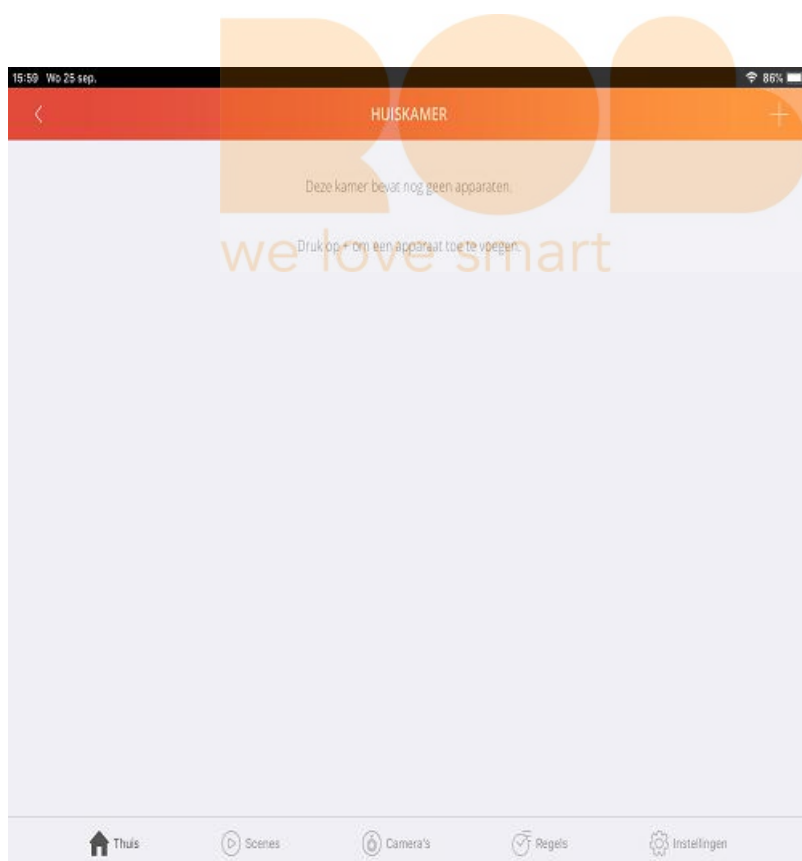 ROB
15:59 Wo 25 sep. 86%
HUISKAMER
Deze kamer bevat nog geen apparaten.
Druk op + om een apparaat toe te voegen.
we love smart
Thuis Scenes Camera's Regels Instellingen